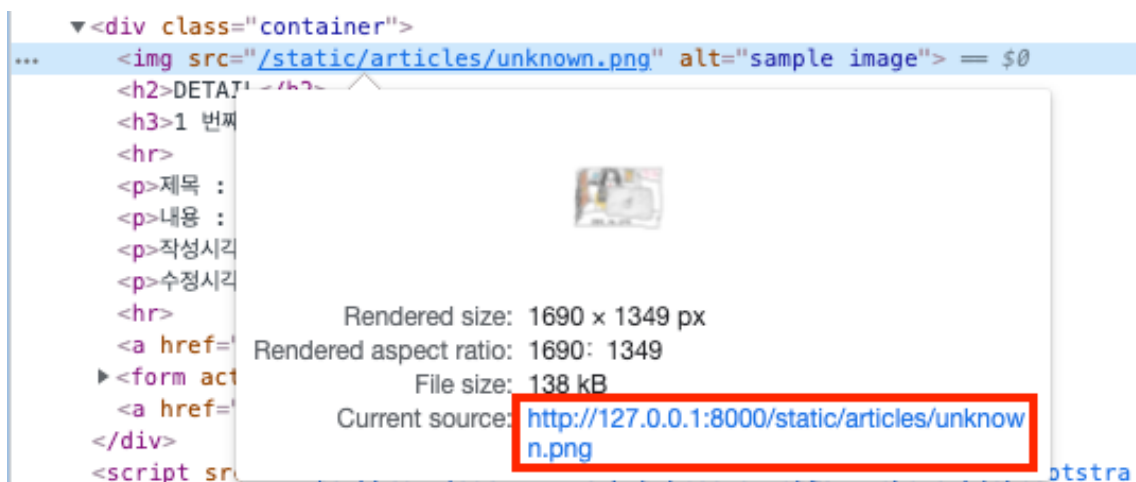 ▼<div class="container">
... <img src="/static/articles/unknown.png" alt="sample image"> == $0
<h2>DETAIL</h2>
<h3>1 번째
<hr>
<p>제목 :
<p>내용 :
<p>작성시각
<p>수정시각
<hr>
<a href="
▶<form act
<a href="
</div>
<script sr
otstra
Rendered size: 1690 × 1349 px
Rendered aspect ratio: 1690∶1349
File size: 138 kB
Current source: http://127.0.0.1:8000/static/articles/unknow
n.png